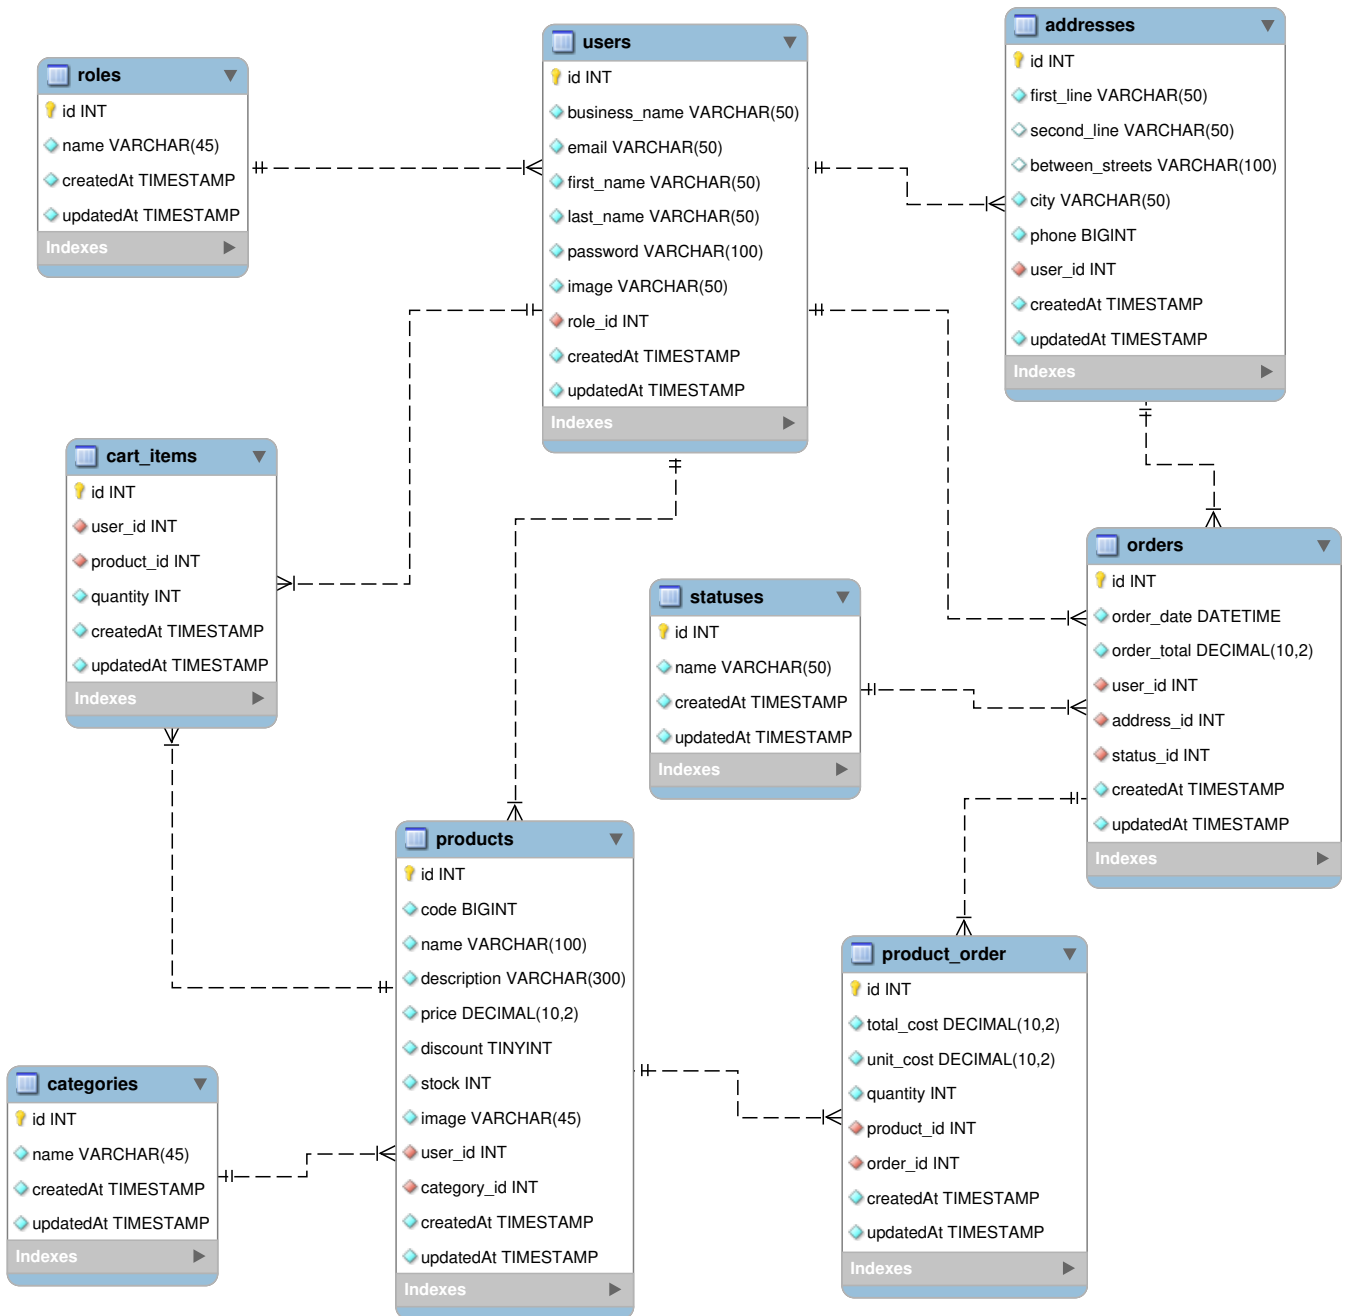 roles
id INT
name VARCHAR(45)
createdAt TIMESTAMP
updatedAt TIMESTAMP
Indexes
users
id INT
business_name VARCHAR(50)
email VARCHAR(50)
first_name VARCHAR(50)
last_name VARCHAR(50)
password VARCHAR(100)
image VARCHAR(50)
role_id INT
createdAt TIMESTAMP
updatedAt TIMESTAMP
Indexes
addresses
id INT
first_line VARCHAR(50)
second_line VARCHAR(50)
between_streets VARCHAR(100)
city VARCHAR(50)
phone BIGINT
user_id INT
createdAt TIMESTAMP
updatedAt TIMESTAMP
Indexes
cart_items
id INT
user_id INT
product_id INT
quantity INT
createdAt TIMESTAMP
updatedAt TIMESTAMP
Indexes
statuses
id INT
name VARCHAR(50)
createdAt TIMESTAMP
updatedAt TIMESTAMP
Indexes
orders
id INT
order_date DATETIME
order_total DECIMAL(10,2)
user_id INT
address_id INT
status_id INT
createdAt TIMESTAMP
updatedAt TIMESTAMP
Indexes
products
id INT
code BIGINT
name VARCHAR(100)
description VARCHAR(300)
price DECIMAL(10,2)
discount TINYINT
stock INT
image VARCHAR(45)
user_id INT
category_id INT
createdAt TIMESTAMP
updatedAt TIMESTAMP
Indexes
product_order
id INT
total_cost DECIMAL(10,2)
unit_cost DECIMAL(10,2)
quantity INT
product_id INT
order_id INT
createdAt TIMESTAMP
updatedAt TIMESTAMP
Indexes
categories
id INT
name VARCHAR(45)
createdAt TIMESTAMP
updatedAt TIMESTAMP
Indexes